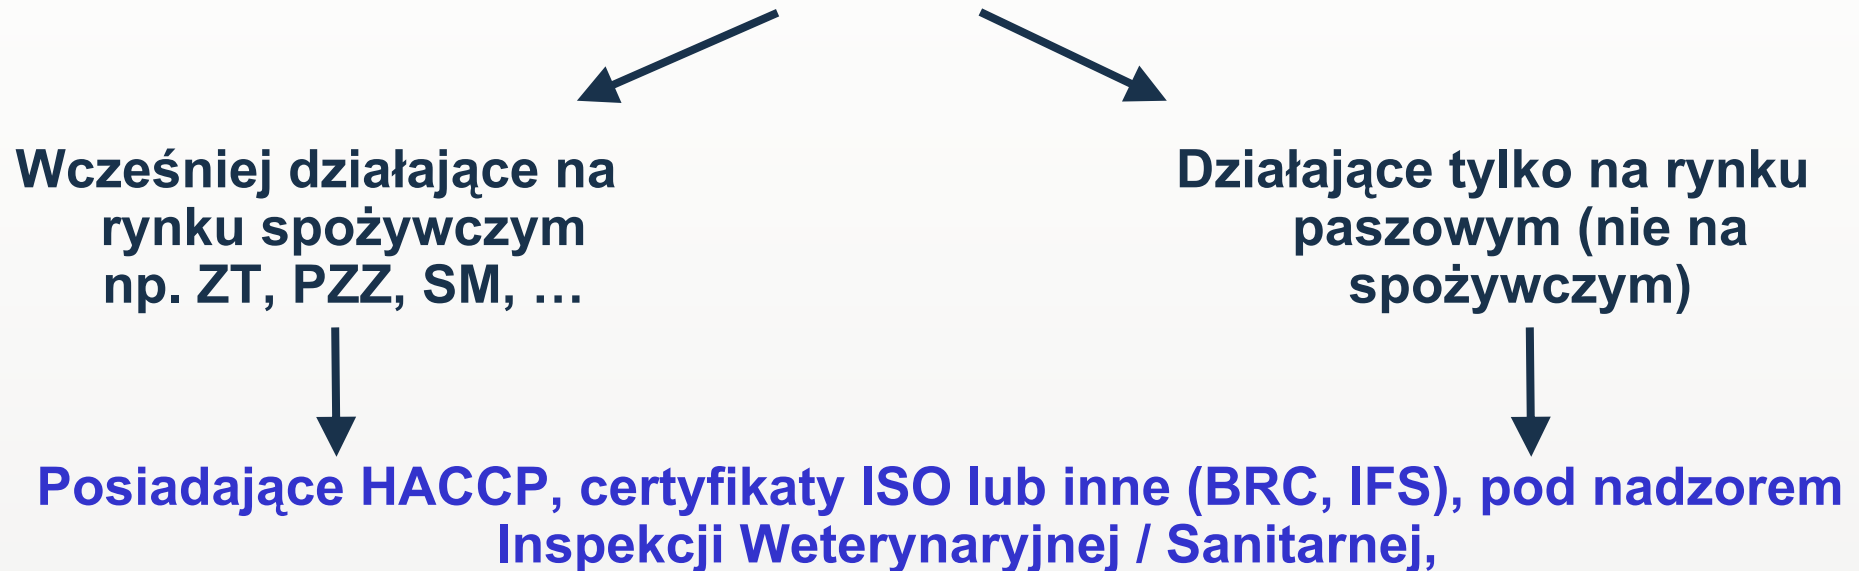 Wcześniej działające na
rynku spożywczym
np. ZT, PZZ, SM, …
Działające tylko na rynku
paszowym (nie na
spożywczym)
Posiadające HACCP, certyfikaty ISO lub inne (BRC, IFS), pod nadzorem
Inspekcji Weterynaryjnej / Sanitarnej,